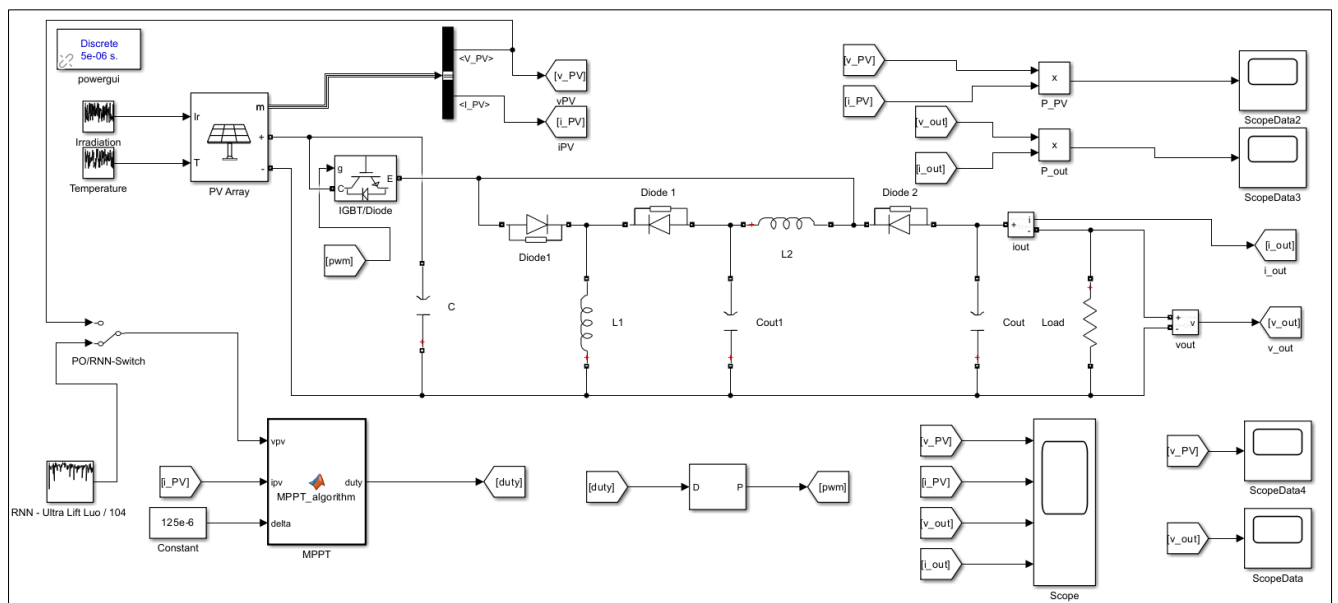 Discrete
5e-06 s.
powergui
Irradiation
Temperature
Ir
T
m
+
-
PV Array
<V_PV>
<I_PV>
[v_PV]
vPV
[i_PV]
iPV
g
C
E
IGBT/Diode
[pwm]
Diode1
Diode 1
L2
Diode 2
C
L1
Cout1
Cout
Load
+
i
-
iout
[i_out]
i_out
+
-
v
vout
[v_out]
v_out
[v_PV]
[i_PV]
x
P_PV
[v_out]
[i_out]
x
P_out
ScopeData2
ScopeData3
PO/RNN-Switch
RNN - Ultra Lift Luo / 104
[i_PV]
125e-6
Constant
vpv
ipv
delta
MPPT_algorithm
duty
MPPT
[duty]
[duty]
D
P
[pwm]
[v_PV]
[i_PV]
[v_out]
[i_out]
Scope
[v_PV]
ScopeData4
[v_out]
ScopeData